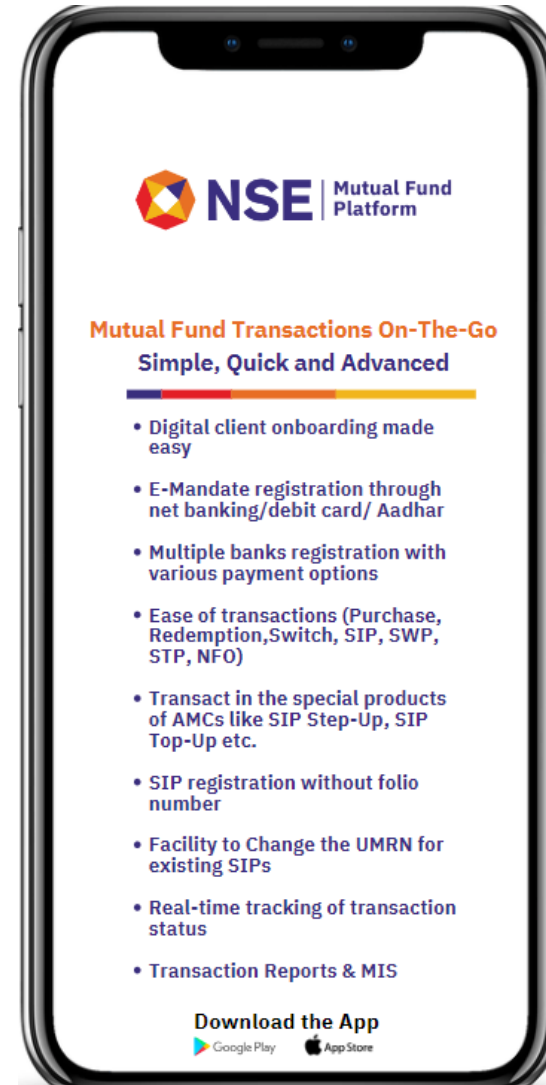 NSE | Mutual Fund
Platform
Mutual Fund Transactions On-The-Go
Simple, Quick and Advanced
• Digital client onboarding made
easy
• E-Mandate registration through
net banking/debit card/ Aadhar
• Multiple banks registration with
various payment options
• Ease of transactions (Purchase,
Redemption,Switch, SIP, SWP,
STP, NFO)
• Transact in the special products
of AMCs like SIP Step-Up, SIP
Top-Up etc.
• SIP registration without folio
number
• Facility to Change the UMRN for
existing SIPs
• Real-time tracking of transaction
status
• Transaction Reports & MIS
Download the App
Google Play App Store